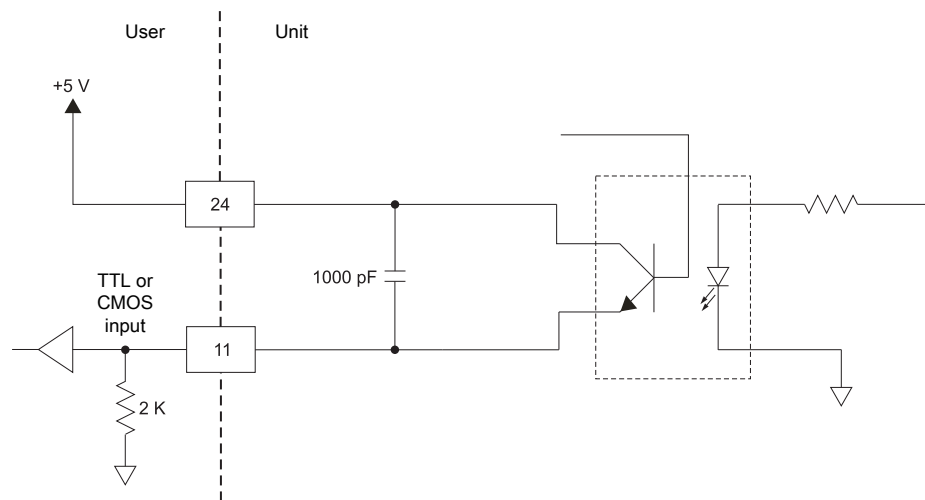 User
Unit
+5 V
24
1000 pF
TTL or
CMOS
input
11
2 K